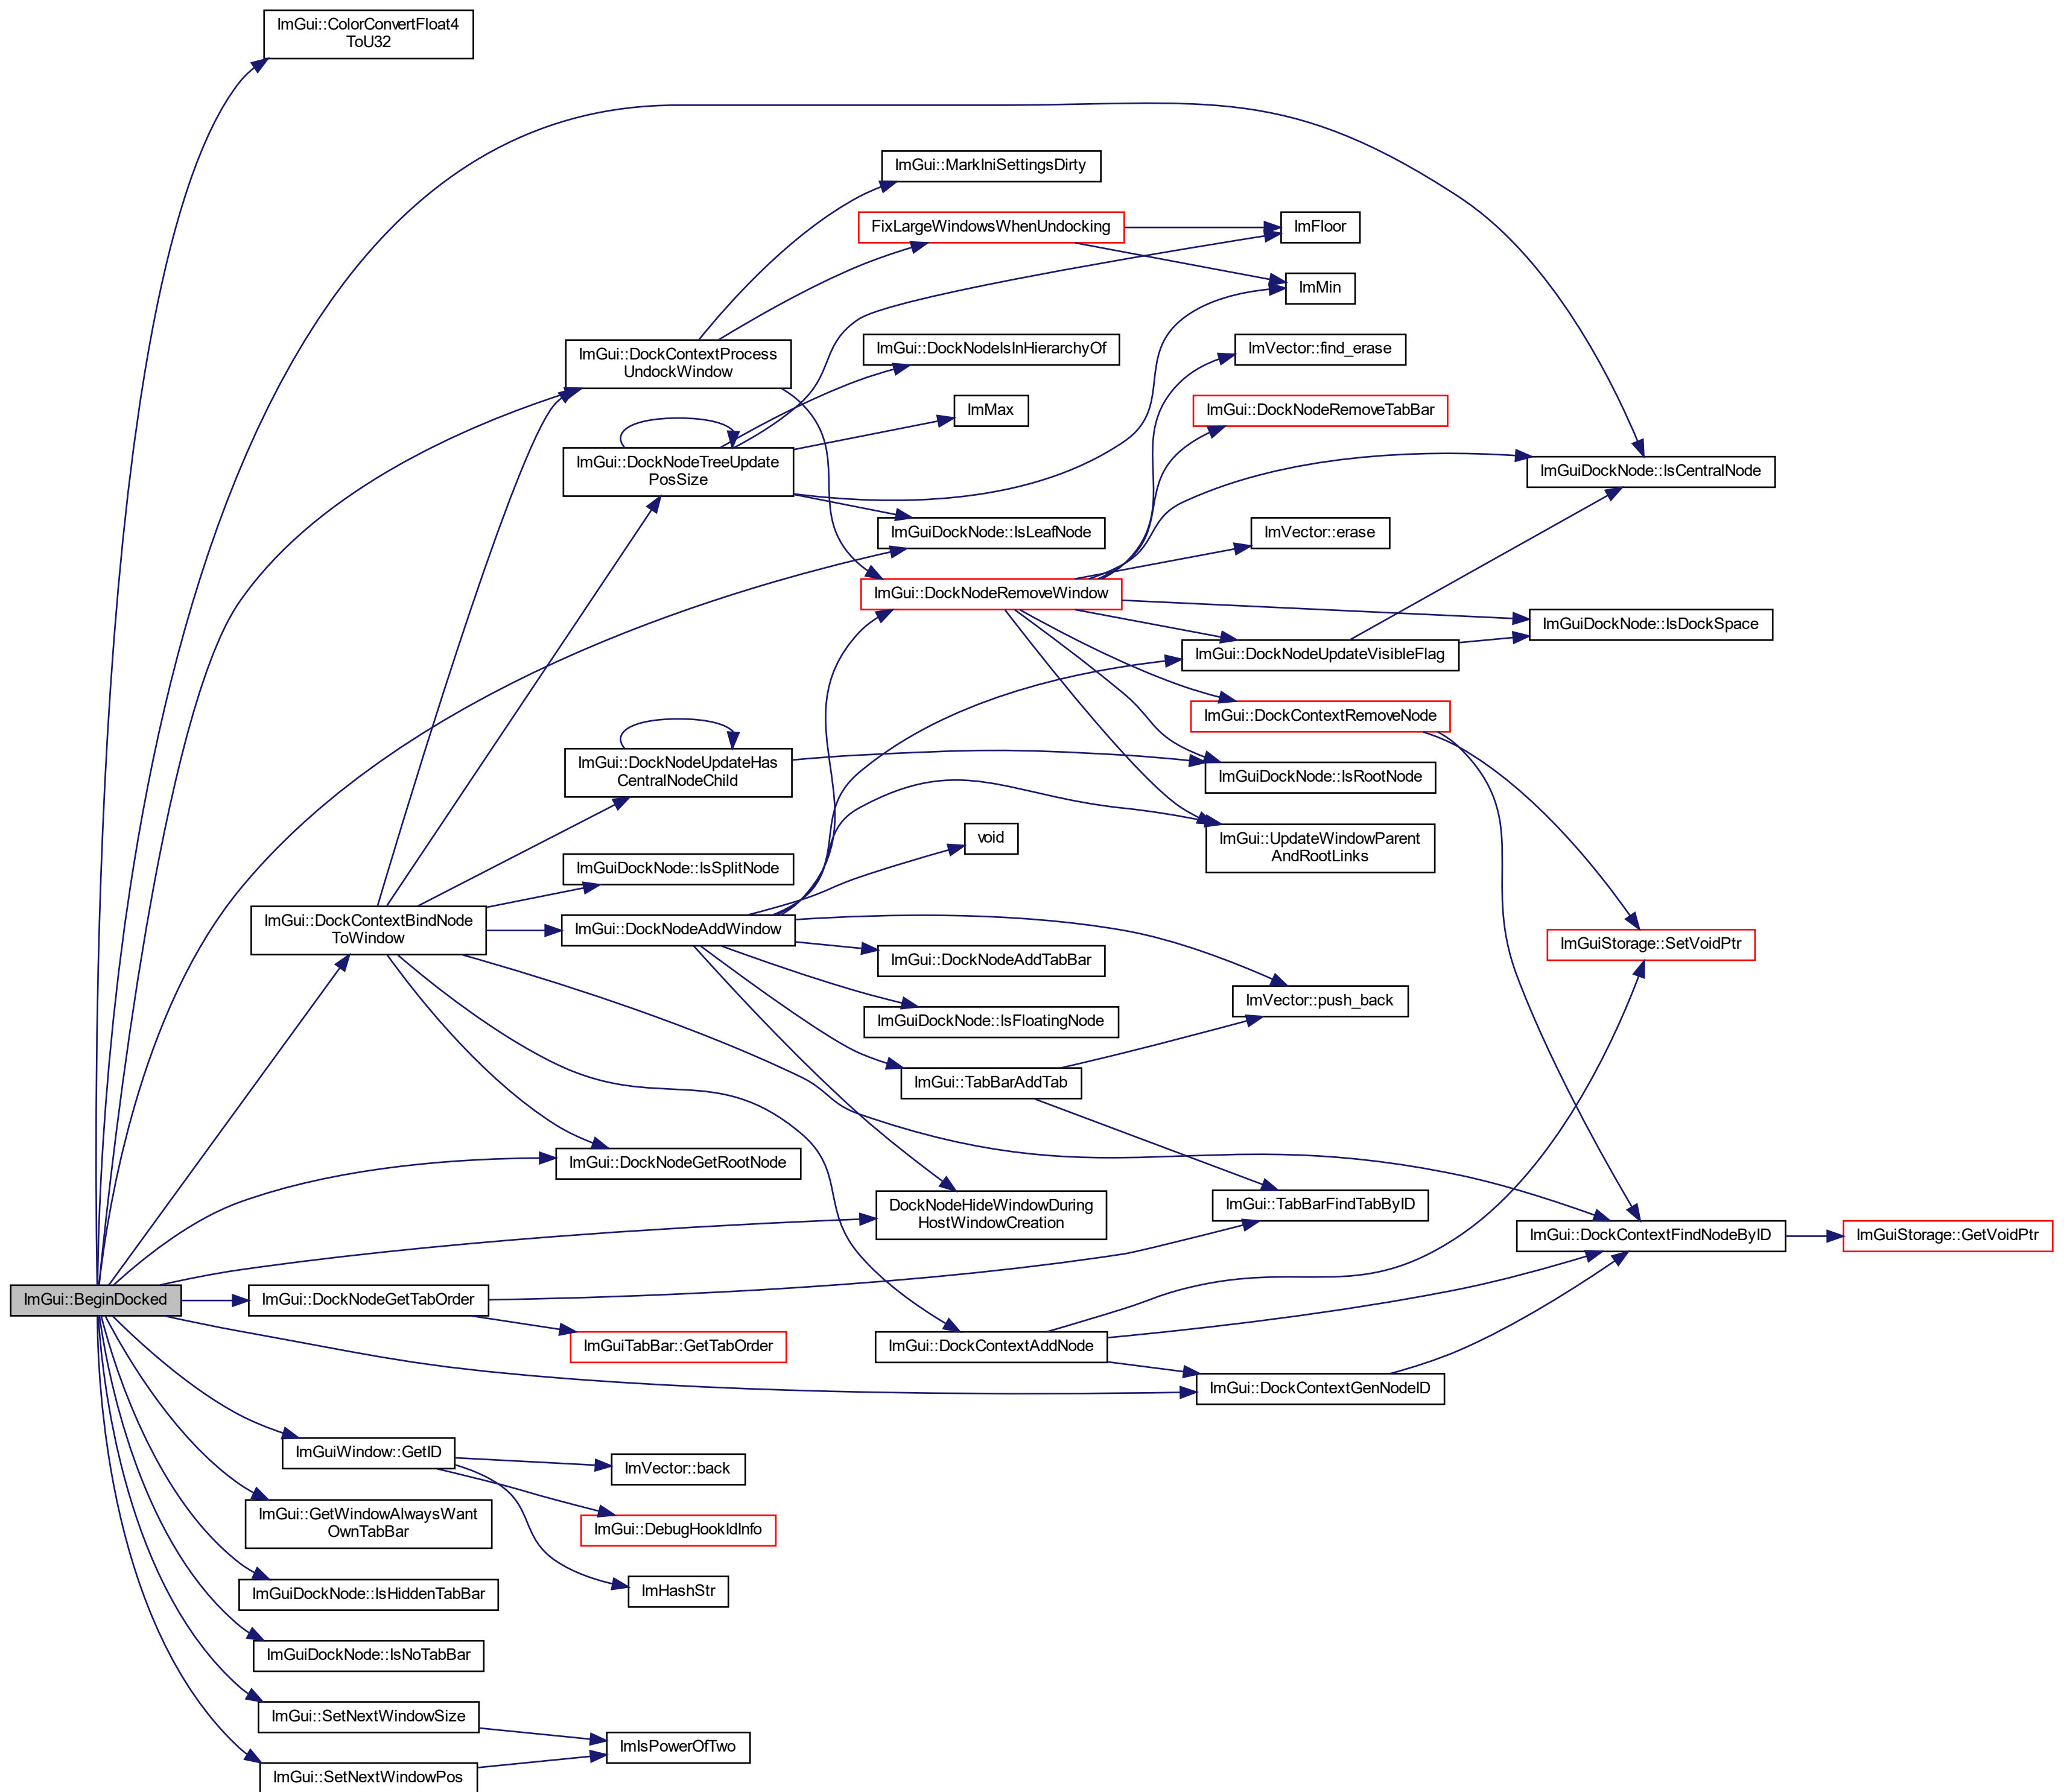 ImGui::ColorConvertFloat4
ToU32
ImGui::MarkIniSettingsDirty
FixLargeWindowsWhenUndocking
ImFloor
ImMin
ImGui::DockContextProcess
UndockWindow
ImGui::DockNodeIsInHierarchyOf
ImVector::find_erase
ImMax
ImGui::DockNodeRemoveTabBar
ImGui::DockNodeTreeUpdate
PosSize
ImGuiDockNode::IsCentralNode
ImGuiDockNode::IsLeafNode
ImVector::erase
ImGui::DockNodeRemoveWindow
ImGuiDockNode::IsDockSpace
ImGui::DockNodeUpdateVisibleFlag
ImGui::DockContextRemoveNode
ImGui::DockNodeUpdateHas
CentralNodeChild
ImGuiDockNode::IsRootNode
void
ImGui::UpdateWindowParent
AndRootLinks
ImGuiDockNode::IsSplitNode
ImGui::DockContextBindNode
ToWindow
ImGui::DockNodeAddWindow
ImGuiStorage::SetVoidPtr
ImGui::DockNodeAddTabBar
ImVector::push_back
ImGuiDockNode::IsFloatingNode
ImGui::TabBarAddTab
ImGui::DockNodeGetRootNode
DockNodeHideWindowDuring
HostWindowCreation
ImGui::TabBarFindTabByID
ImGui::DockContextFindNodeByID
ImGuiStorage::GetVoidPtr
ImGui::BeginDocked
ImGui::DockNodeGetTabOrder
ImGuiTabBar::GetTabOrder
ImGui::DockContextAddNode
ImGui::DockContextGenNodeID
ImGuiWindow::GetID
ImVector::back
ImGui::GetWindowAlwaysWant
OwnTabBar
ImGui::DebugHookIdInfo
ImGuiDockNode::IsHiddenTabBar
ImHashStr
ImGuiDockNode::IsNoTabBar
ImGui::SetNextWindowSize
ImIsPowerOfTwo
ImGui::SetNextWindowPos